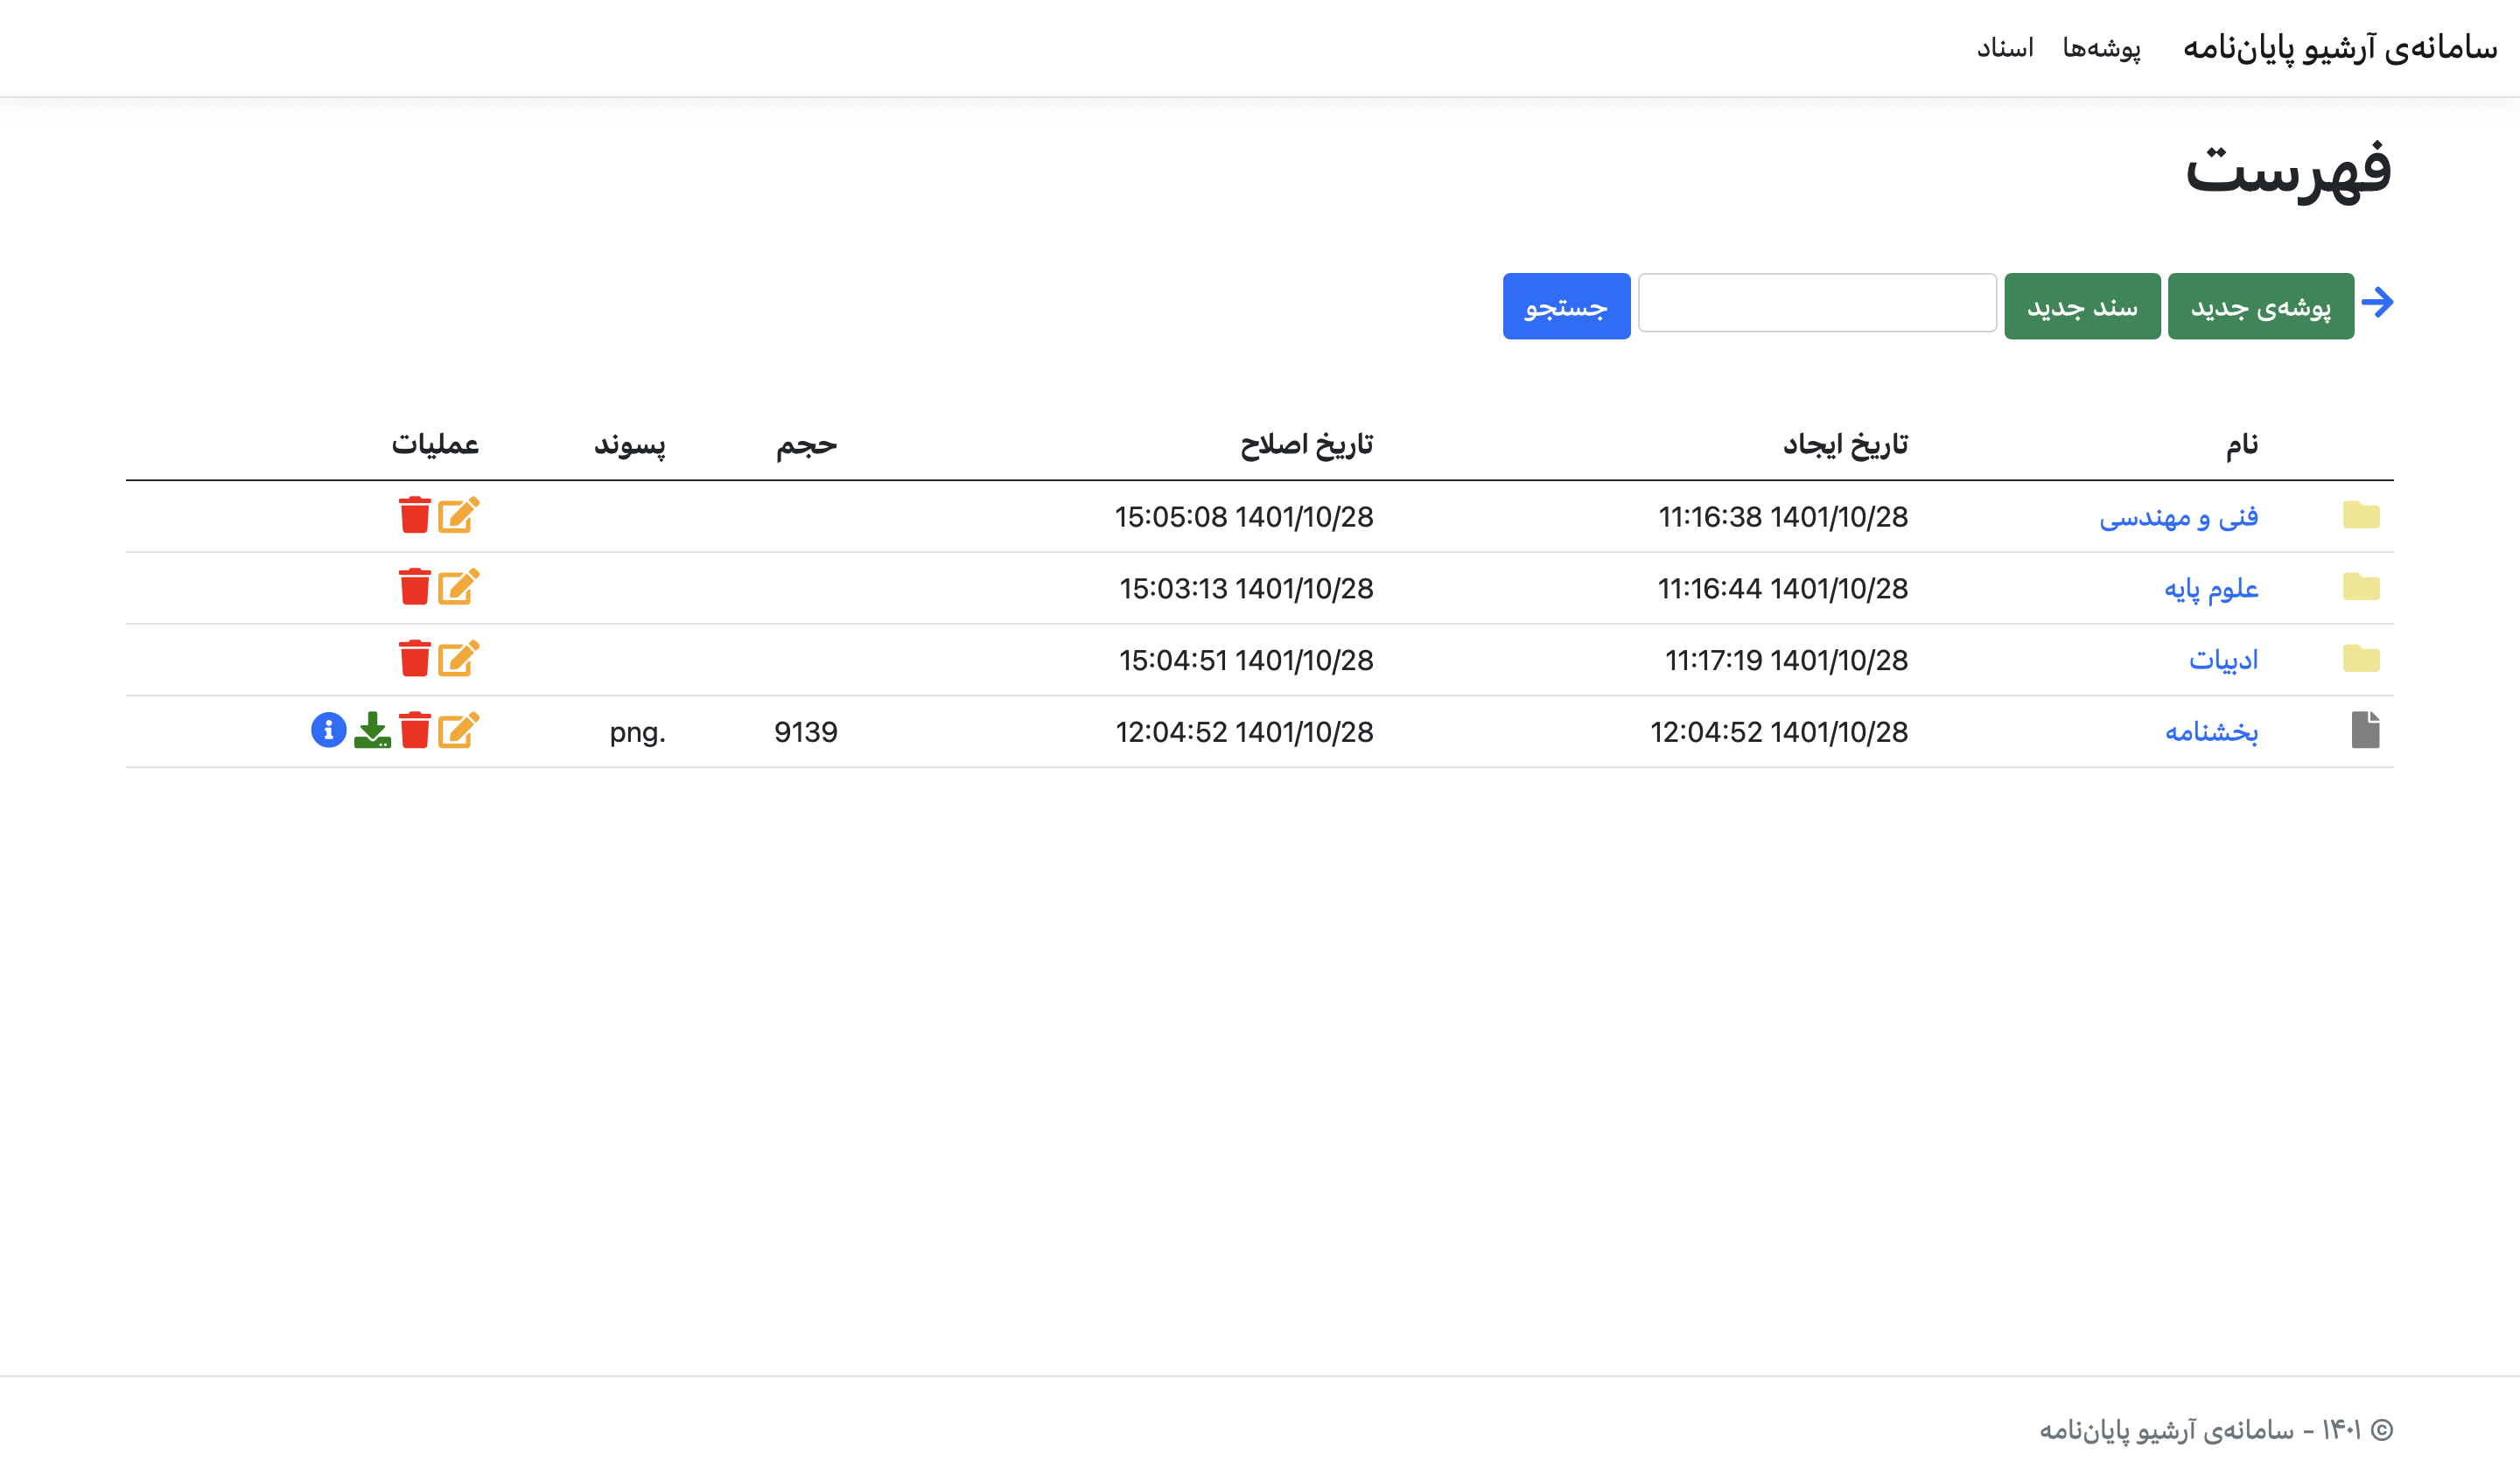 سامانه‌ی آرشیو پایان‌نامه پوشه‌ها اسناد
فهرست
پوشه‌ی جدید سند جدید جستجو
نام تاریخ ایجاد تاریخ اصلاح حجم پسوند عملیات
فنی و مهندسی 1401/10/28 11:16:38 1401/10/28 15:05:08
علوم پایه 1401/10/28 11:16:44 1401/10/28 15:03:13
ادبیات 1401/10/28 11:17:19 1401/10/28 15:04:51
بخشنامه 1401/10/28 12:04:52 1401/10/28 12:04:52 9139 .png
© ۱۴۰۱ - سامانه‌ی آرشیو پایان‌نامه